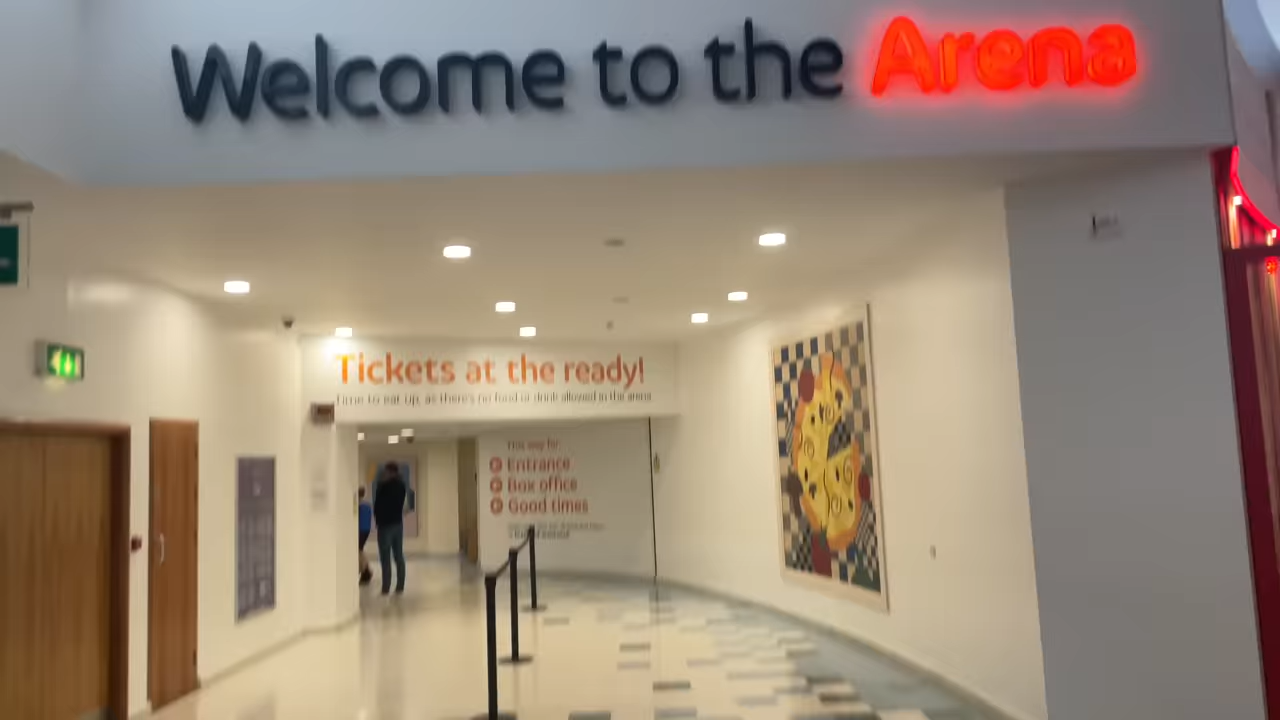 Welcome to the Arena
Tickets at the ready!
Time to eat up, as there's no food or drink allowed in the arena
This way for
Entrance
Box office
Good times